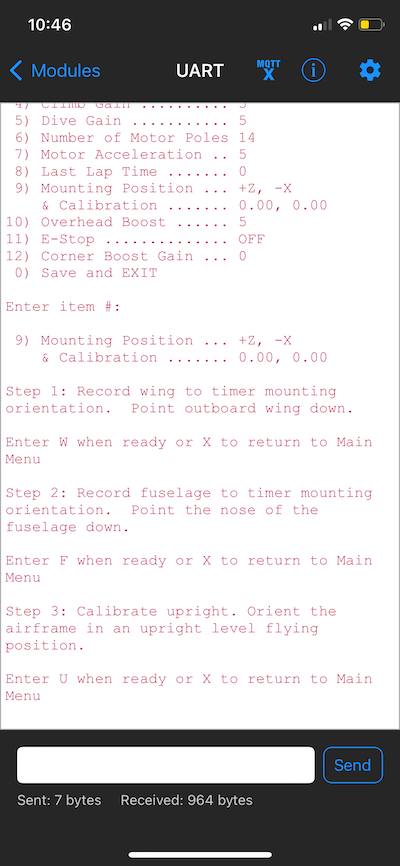 10:46
Modules UART MQTT X
4) Climb Gain .......... 5
5) Dive Gain ........... 5
6) Number of Motor Poles 14
7) Motor Acceleration .. 5
8) Last Lap Time ....... 0
9) Mounting Position ... +Z, -X
& Calibration ....... 0.00, 0.00
10) Overhead Boost ...... 5
11) E-Stop .............. OFF
12) Corner Boost Gain ... 0
0) Save and EXIT
Enter item #:
9) Mounting Position ... +Z, -X
& Calibration ....... 0.00, 0.00
Step 1: Record wing to timer mounting
orientation.  Point outboard wing down.
Enter W when ready or X to return to Main
Menu
Step 2: Record fuselage to timer mounting
orientation.  Point the nose of the
fuselage down.
Enter F when ready or X to return to Main
Menu
Step 3: Calibrate upright. Orient the
airframe in an upright level flying
position.
Enter U when ready or X to return to Main
Menu
Send
Sent: 7 bytes Received: 964 bytes